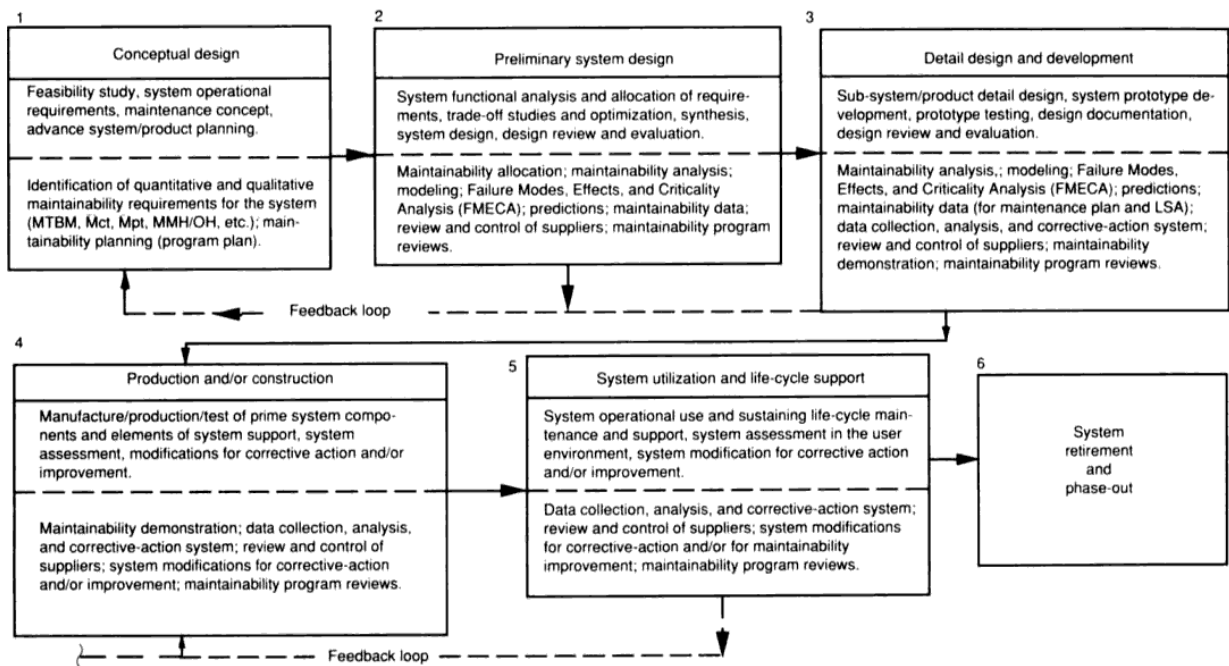 1
Conceptual design
Feasibility study, system operational
requirements, maintenance concept,
advance system/product planning.
Identification of quantitative and qualitative
maintainability requirements for the system
(MTBM, M̄ct, M̄pt, MMH/OH, etc.); main-
tainability planning (program plan).
2
Preliminary system design
System functional analysis and allocation of require-
ments, trade-off studies and optimization, synthesis,
system design, design review and evaluation.
Maintainability allocation; maintainability analysis;
modeling; Failure Modes, Effects, and Criticality
Analysis (FMECA); predictions; maintainability data;
review and control of suppliers; maintainability program
reviews.
3
Detail design and development
Sub-system/product detail design, system prototype de-
velopment, prototype testing, design documentation,
design review and evaluation.
Maintainability analysis,; modeling; Failure Modes,
Effects, and Criticality Analysis (FMECA); predictions;
maintainability data (for maintenance plan and LSA);
data collection, analysis, and corrective-action system;
review and control of suppliers; maintainability
demonstration; maintainability program reviews.
Feedback loop
4
Production and/or construction
Manufacture/production/test of prime system compo-
nents and elements of system support, system
assessment, modifications for corrective action and/or
improvement.
Maintainability demonstration; data collection, analysis,
and corrective-action system; review and control of
suppliers; system modifications for corrective-action
and/or improvement; maintainability program reviews.
5
System utilization and life-cycle support
System operational use and sustaining life-cycle main-
tenance and support, system assessment in the user
environment, system modification for corrective action
and/or improvement.
Data collection, analysis, and corrective-action system;
review and control of suppliers; system modifications
for corrective-action and/or for maintainability
improvement; maintainability program reviews.
6
System
retirement
and
phase-out
Feedback loop